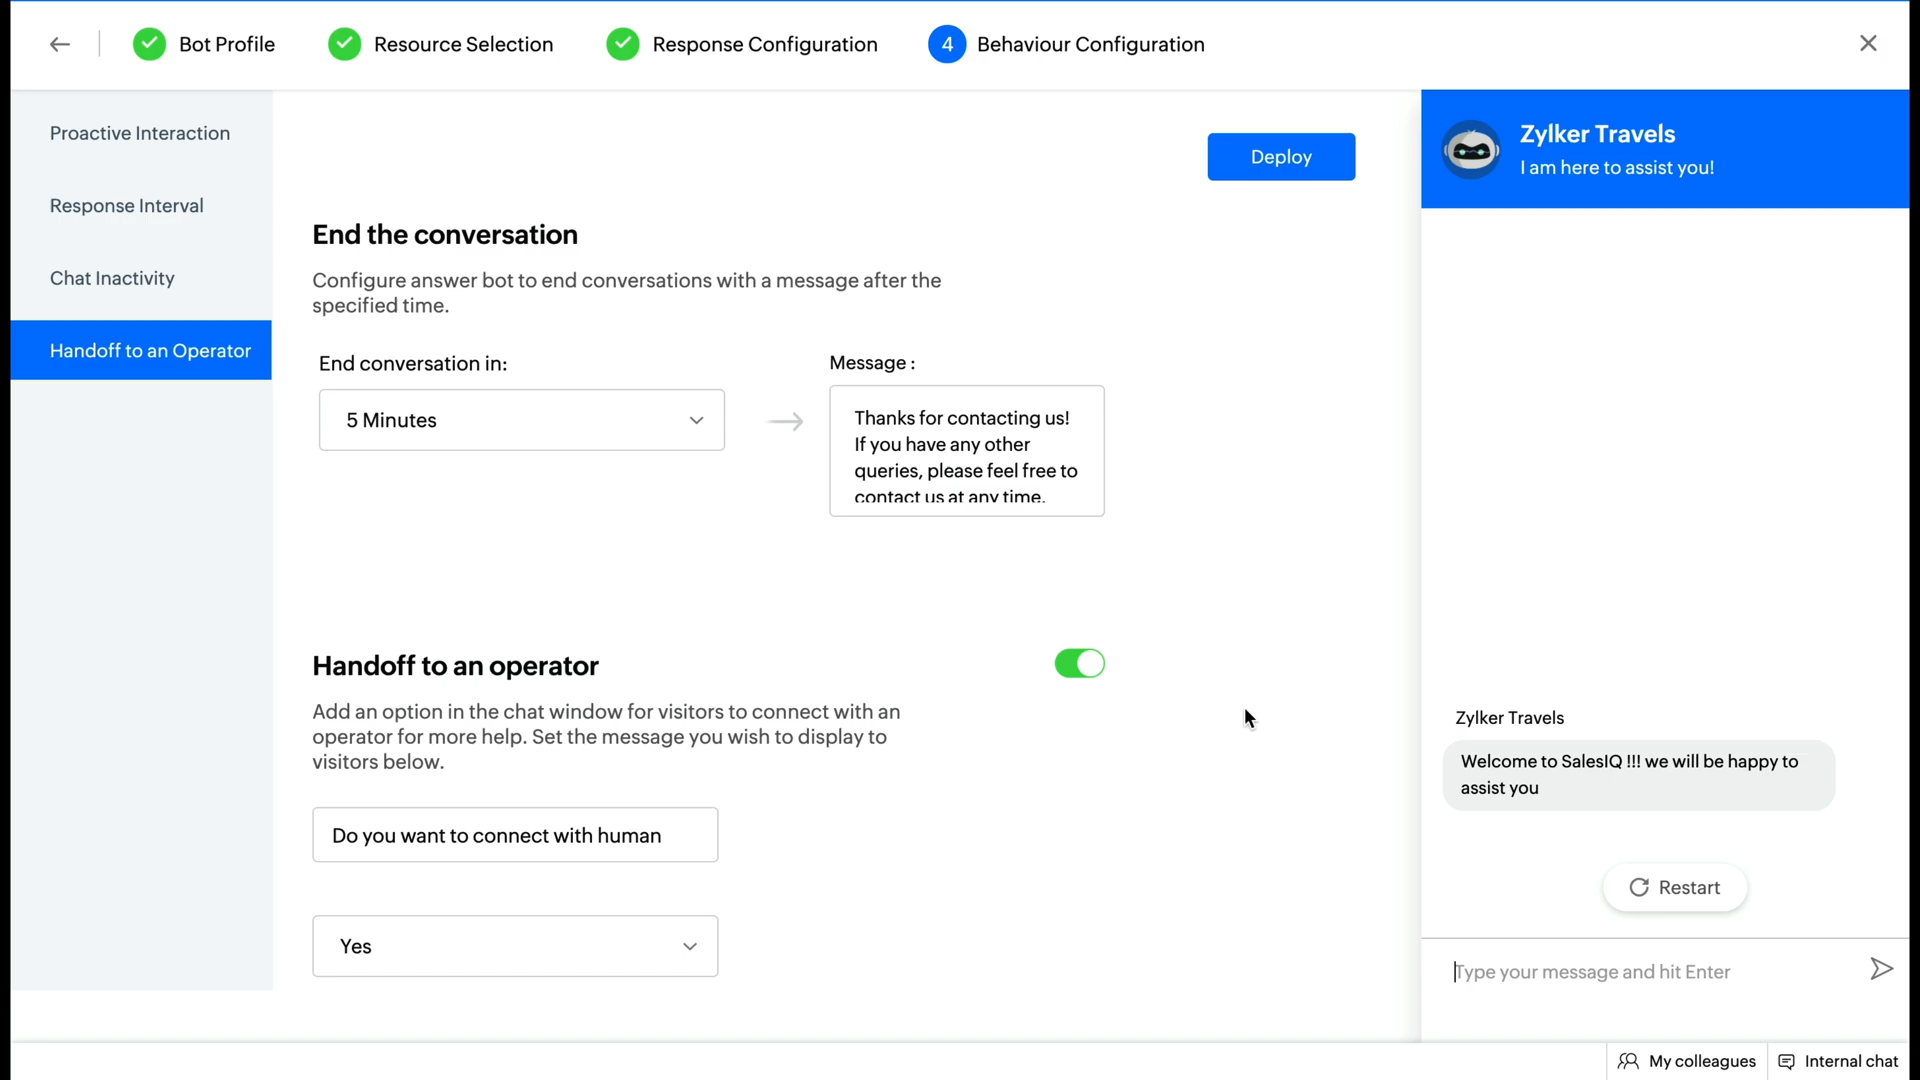 Bot Profile
Resource Selection
Response Configuration
4 Behaviour Configuration
Proactive Interaction
Response Interval
Chat Inactivity
Handoff to an Operator
Deploy
End the conversation
Configure answer bot to end conversations with a message after the
specified time.
End conversation in:
5 Minutes
Message :
Thanks for contacting us!
If you have any other
queries, please feel free to
contact us at any time.
Handoff to an operator
Add an option in the chat window for visitors to connect with an
operator for more help. Set the message you wish to display to
visitors below.
Do you want to connect with human
Yes
Zylker Travels
I am here to assist you!
Zylker Travels
Welcome to SalesIQ !!! we will be happy to
assist you
Restart
Type your message and hit Enter
My colleagues
Internal chat